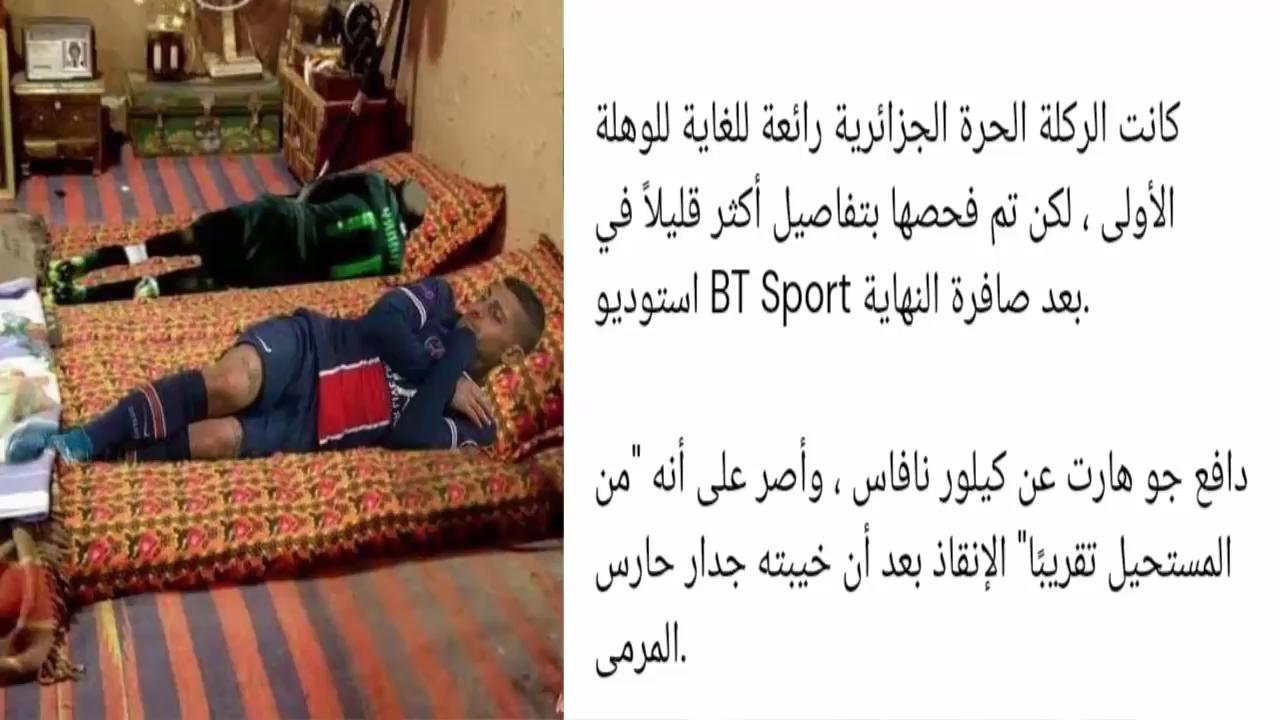 كانت الركلة الحرة الجزائرية رائعة للغاية للوهلة
الأولى ، لكن تم فحصها بتفاصيل أكثر قليلاً في
استوديو BT Sport بعد صافرة النهاية.
دافع جو هارت عن كيلور نافاس ، وأصر على أنه "من
المستحيل تقريبًا" الإنقاذ بعد أن خيبته جدار حارس
المرمى.